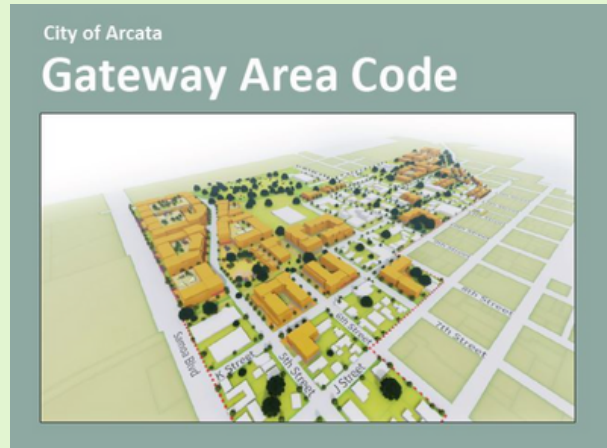 City of Arcata
Gateway Area Code
8th Street
7th Street
6th Street
Samoa Blvd
K Street
5th Street
J Street